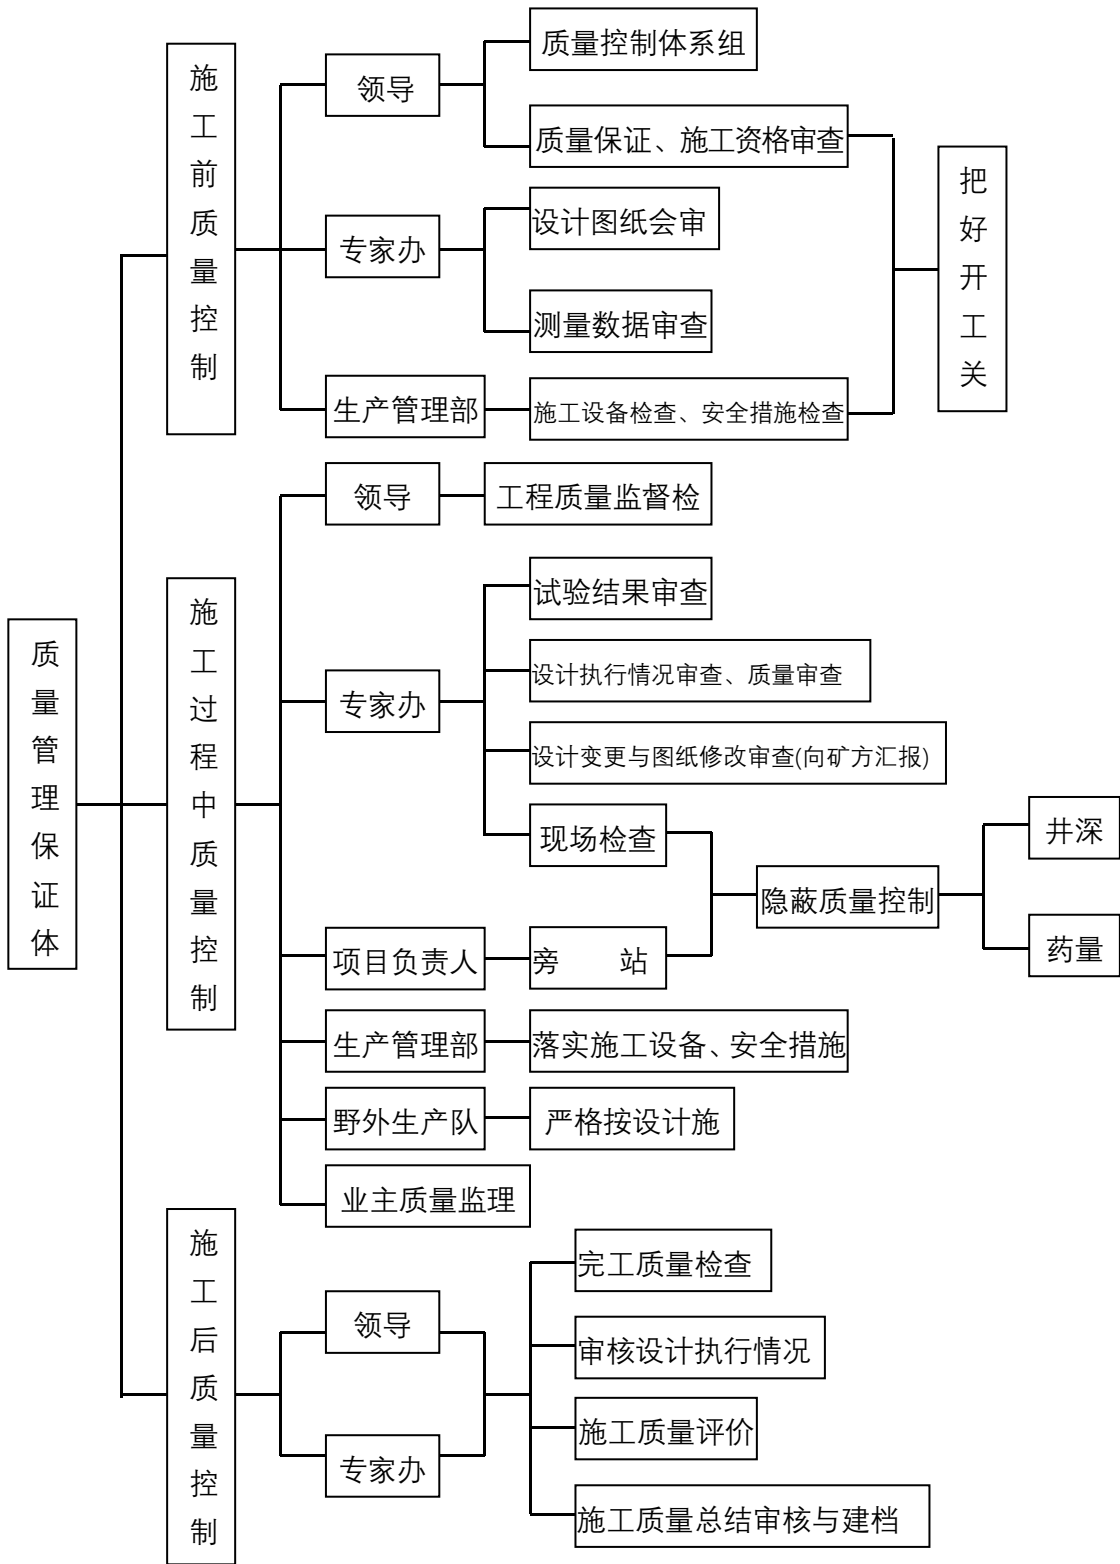 质量管理保证体
施工前质量控制
领导
质量控制体系组
质量保证、施工资格审查
专家办
设计图纸会审
测量数据审查
生产管理部
施工设备检查、安全措施检查
把好开工关
施工过程中质量控制
领导
工程质量监督检
专家办
试验结果审查
设计执行情况审查、质量审查
设计变更与图纸修改审查(向矿方汇报)
现场检查
项目负责人
旁 站
隐蔽质量控制
井深
药量
生产管理部
落实施工设备、安全措施
野外生产队
严格按设计施
业主质量监理
施工后质量控制
领导
专家办
完工质量检查
审核设计执行情况
施工质量评价
施工质量总结审核与建档